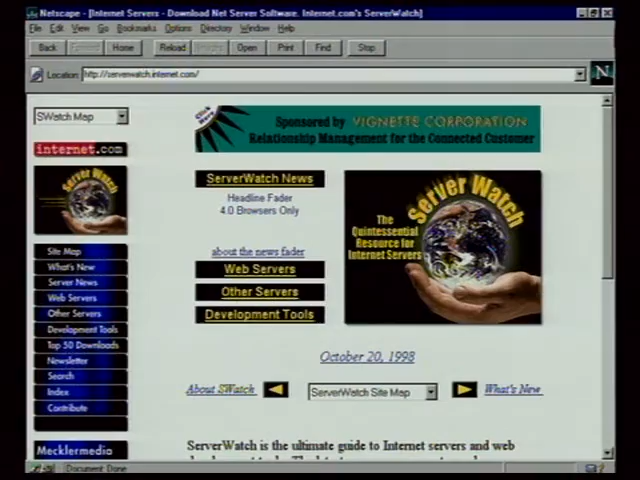 Netscape - [Internet Servers - Download Net Server Software. Internet.com's ServerWatch]
File Edit View Go Bookmarks Options Directory Window Help
Back Forward Home Reload Images Open Print Find Stop
Location: http://serverwatch.internet.com/
N
SWatch Map
internet.com
Server Watch
Site Map
What's New
Server News
Web Servers
Other Servers
Development Tools
Top 50 Downloads
Newsletter
Search
Index
Contribute
Mecklermedia
Click Here
Sponsored by VIGNETTE CORPORATION
Relationship Management for the Connected Customer
ServerWatch News
Headline Fader
4.0 Browsers Only
about the news fader
Web Servers
Other Servers
Development Tools
Server Watch
The
Quintessential
Resource for
Internet Servers
October 20, 1998
About SWatch
ServerWatch Site Map
What's New
ServerWatch is the ultimate guide to Internet servers and web
Document: Done